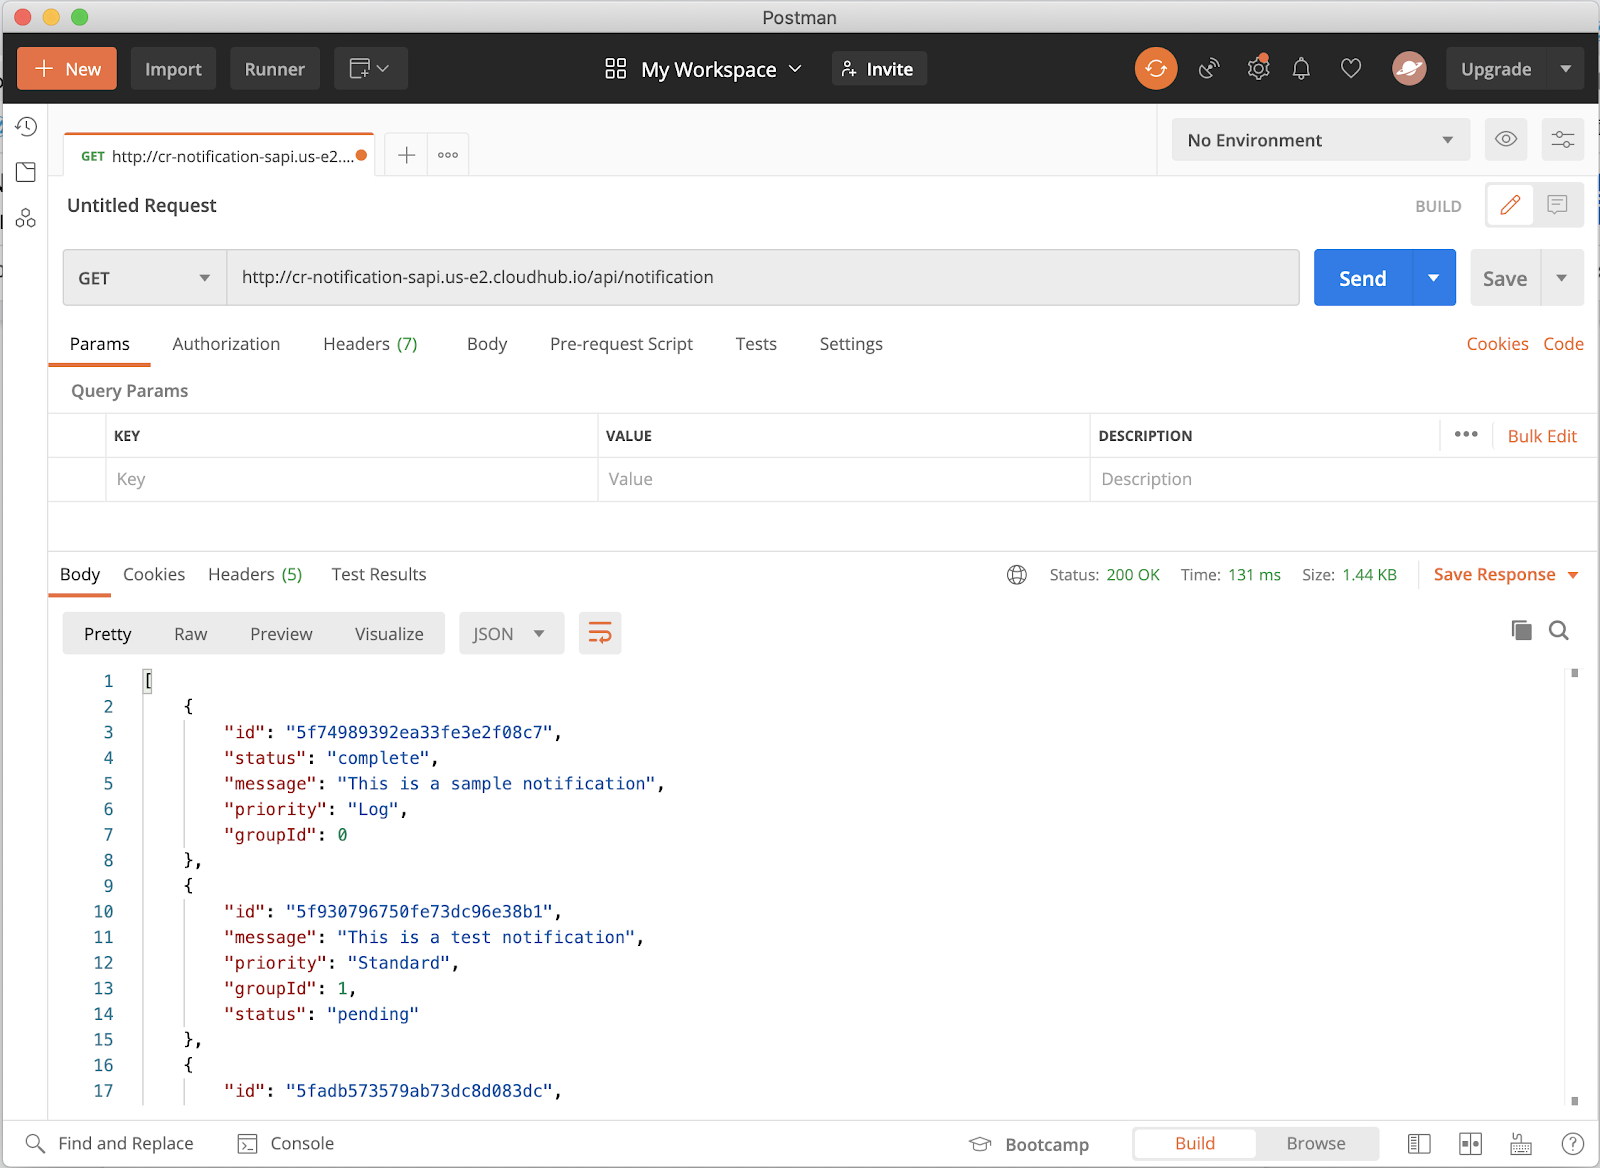 Postman
New Import Runner My Workspace Invite Upgrade
GET http://cr-notification-sapi.us-e2.... No Environment
Untitled Request BUILD
GET http://cr-notification-sapi.us-e2.cloudhub.io/api/notification Send Save
Params Authorization Headers (7) Body Pre-request Script Tests Settings Cookies Code
Query Params
KEY VALUE DESCRIPTION Bulk Edit
Key Value Description
Body Cookies Headers (5) Test Results Status: 200 OK Time: 131 ms Size: 1.44 KB Save Response
Pretty Raw Preview Visualize JSON
1 [
2 {
3 "id": "5f74989392ea33fe3e2f08c7",
4 "status": "complete",
5 "message": "This is a sample notification",
6 "priority": "Log",
7 "groupId": 0
8 },
9 {
10 "id": "5f930796750fe73dc96e38b1",
11 "message": "This is a test notification",
12 "priority": "Standard",
13 "groupId": 1,
14 "status": "pending"
15 },
16 {
17 "id": "5fadb573579ab73dc8d083dc",
Find and Replace Console Bootcamp Build Browse